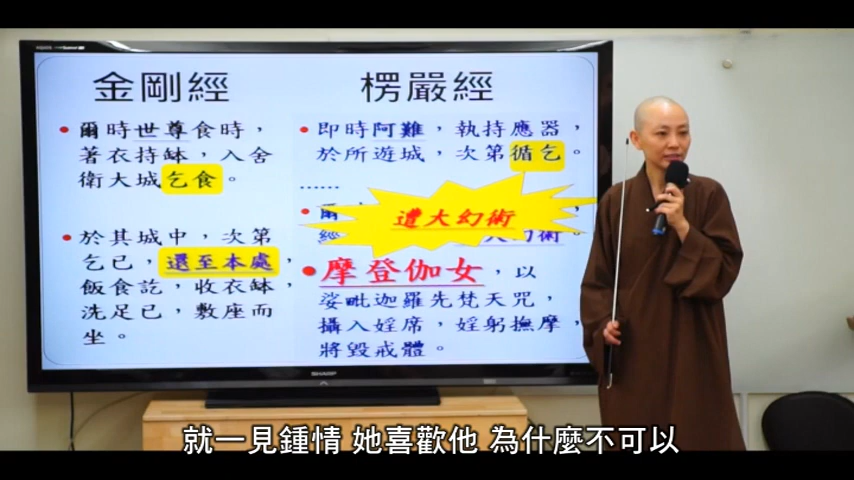 金剛經
• 爾時世尊食時，
著衣持缽，入舍
衛大城乞食。
• 於其城中，次第
乞已，還至本處，
飯食訖，收衣缽，
洗足已，敷座而
坐。
楞嚴經
• 即時阿難，執持應器，
於所遊城，次第循乞。
……
遭大幻術
大幻術。
• 摩登伽女，以
娑毗迦羅先梵天咒，
攝入婬席，婬躬撫摩，
將毀戒體。
SHARP
就一見鍾情 她喜歡他 為什麼不可以